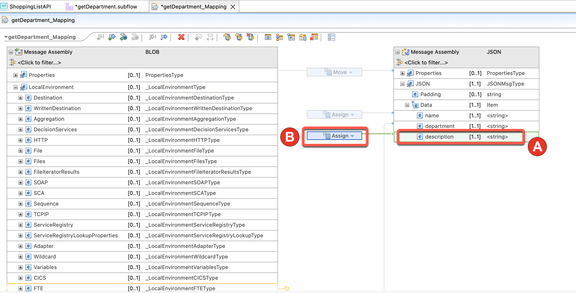 ShoppingListAPI
*getDepartment.subflow
*getDepartment_Mapping
getDepartment_Mapping
getDepartment_Mapping
Message Assembly BLOB
<Click to filter...>
Properties [0..1] PropertiesType
LocalEnvironment [0..1] _LocalEnvironmentType
Destination [0..1] _LocalEnvironmentDestinationType
WrittenDestination [0..1] _LocalEnvironmentWrittenDestinationType
Aggregation [0..1] _LocalEnvironmentAggregationType
DecisionServices [0..1] _LocalEnvironmentDecisionServicesType
HTTP [0..1] _LocalEnvironmentHTTPType
File [0..1] _LocalEnvironmentFileType
Files [0..1] _LocalEnvironmentFilesType
FileIteratorResults [0..1] _LocalEnvironmentFileIteratorResultsType
SOAP [0..1] _LocalEnvironmentSOAPType
SCA [0..1] _LocalEnvironmentSCAType
Sequence [0..1] _LocalEnvironmentSequenceType
TCPIP [0..1] _LocalEnvironmentTCPIPType
ServiceRegistry [0..1] _LocalEnvironmentServiceRegistryType
ServiceRegistryLookupProperties [0..1] _LocalEnvironmentServiceRegistryLookupType
Adapter [0..1] _LocalEnvironmentAdapterType
Wildcard [0..1] _LocalEnvironmentWildcardType
Variables [0..1] _LocalEnvironmentVariablesType
CICS [0..1] _LocalEnvironmentCICSType
FTE [0..1] _LocalEnvironmentFTEType
Move
Assign
B
Assign
Message Assembly JSON
<Click to filter...>
Properties [0..1] PropertiesType
JSON [1..1] JSONMsgType
Padding [0..1] string
Data [1..1] Item
name [1..1] <string>
department [1..1] <string>
description [1..1] <string>
A